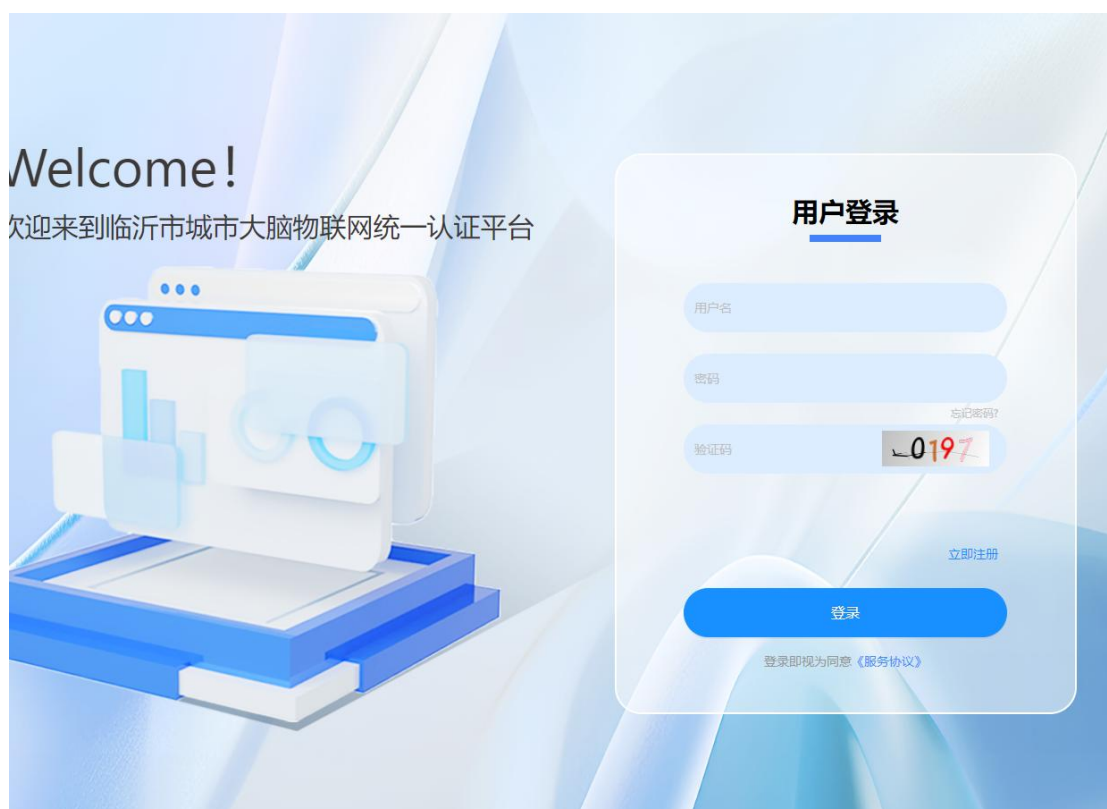 Welcome!
欢迎来到临沂市城市大脑物联网统一认证平台
用户登录
用户名
密码
忘记密码?
验证码
0197
立即注册
登录
登录即视为同意《服务协议》